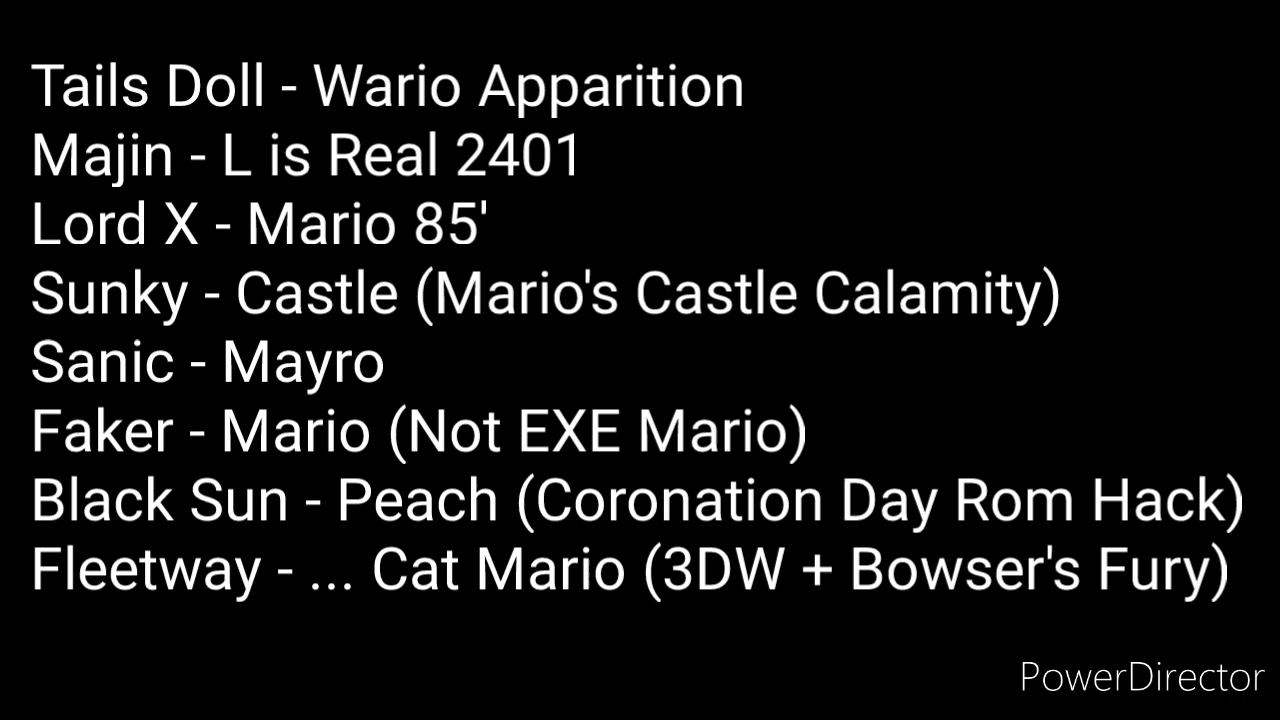 Tails Doll - Wario Apparition
Majin - L is Real 2401
Lord X - Mario 85'
Sunky - Castle (Mario's Castle Calamity)
Sanic - Mayro
Faker - Mario (Not EXE Mario)
Black Sun - Peach (Coronation Day Rom Hack)
Fleetway - ... Cat Mario (3DW + Bowser's Fury)
PowerDirector